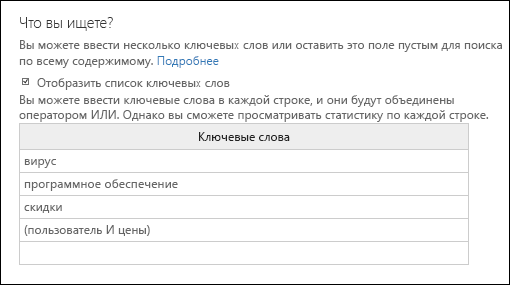 Что вы ищете?
Вы можете ввести несколько ключевых слов или оставить это поле пустым для поиска
по всему содержимому. Подробнее
Отобразить список ключевых слов
Вы можете ввести ключевые слова в каждой строке, и они будут объединены
оператором ИЛИ. Однако вы сможете просматривать статистику по каждой строке.
Ключевые слова
вирус
программное обеспечение
скидки
(пользователь И цены)